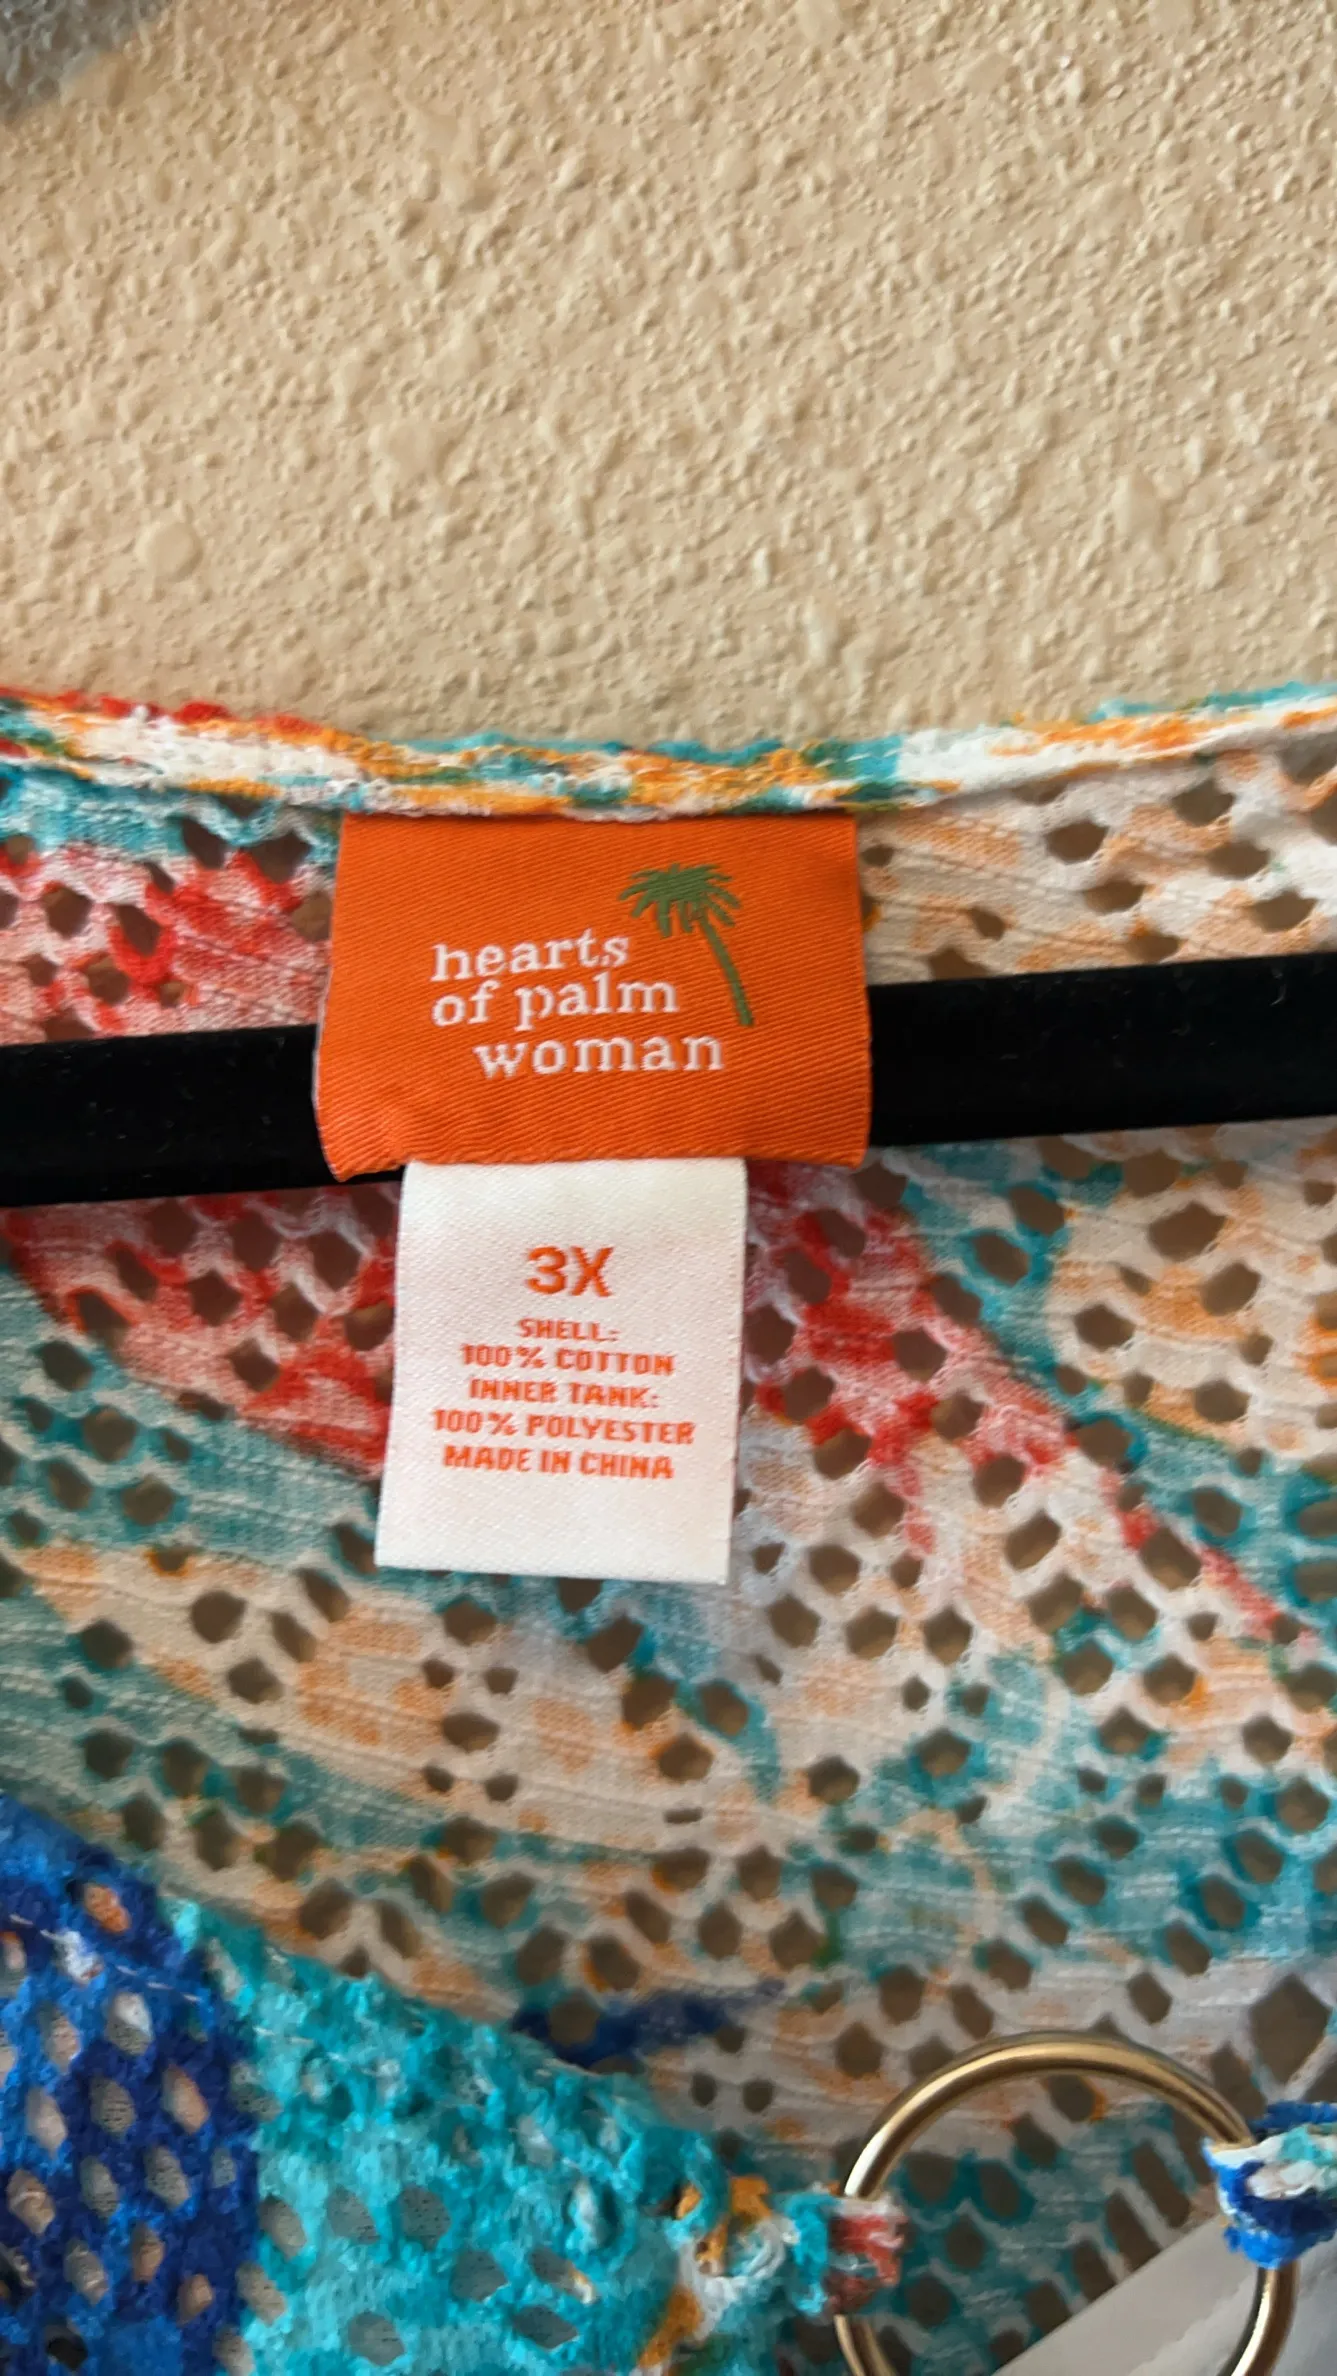 hearts
of palm
woman
3X
SHELL:
100% COTTON
INNER TANK:
100% POLYESTER
MADE IN CHINA